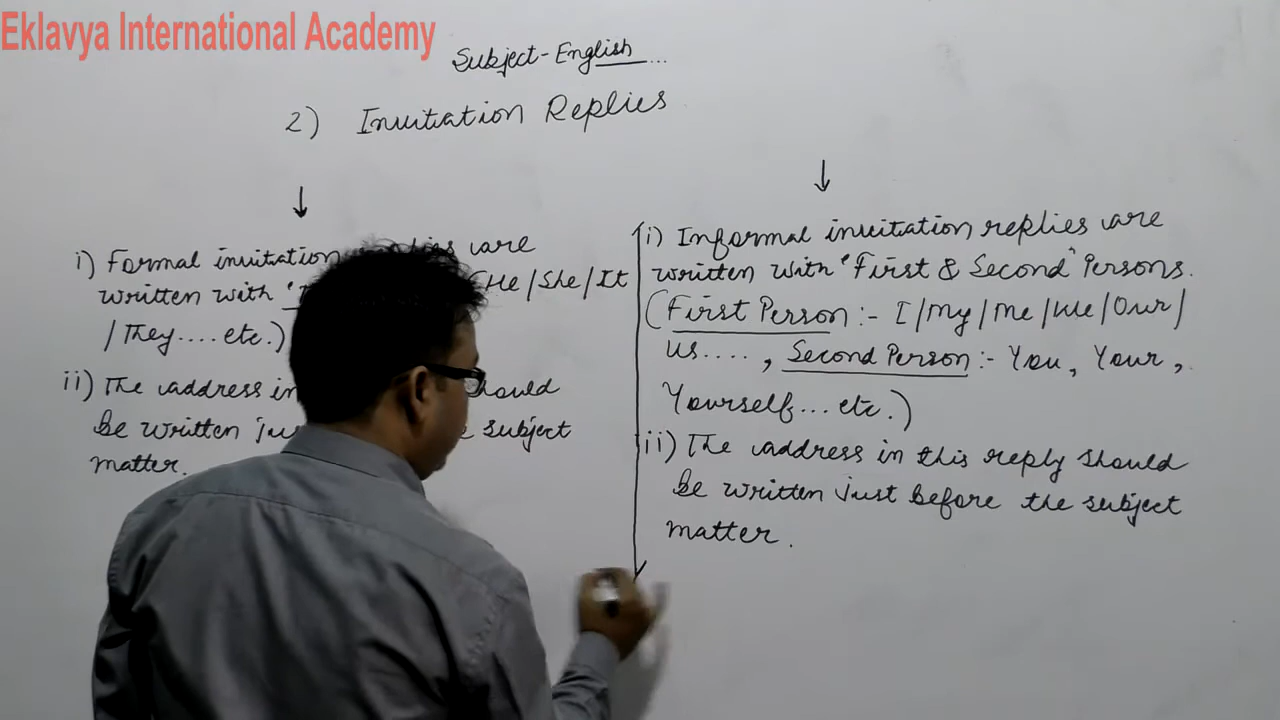 Eklavya International Academy
Subject-English...
2) Invitation Replies
i) Formal invitation are
written with He/She/It
/They....etc.)
ii) The address in should
be written subject
matter.
i) Informal invitation replies are
written with "First & Second" Persons.
(First Person :- I/My/Me/We/Our/
Us...., Second Person :- You, Your,
Yourself...etc.)
ii) The address in this reply should
be written just before the subject
matter.